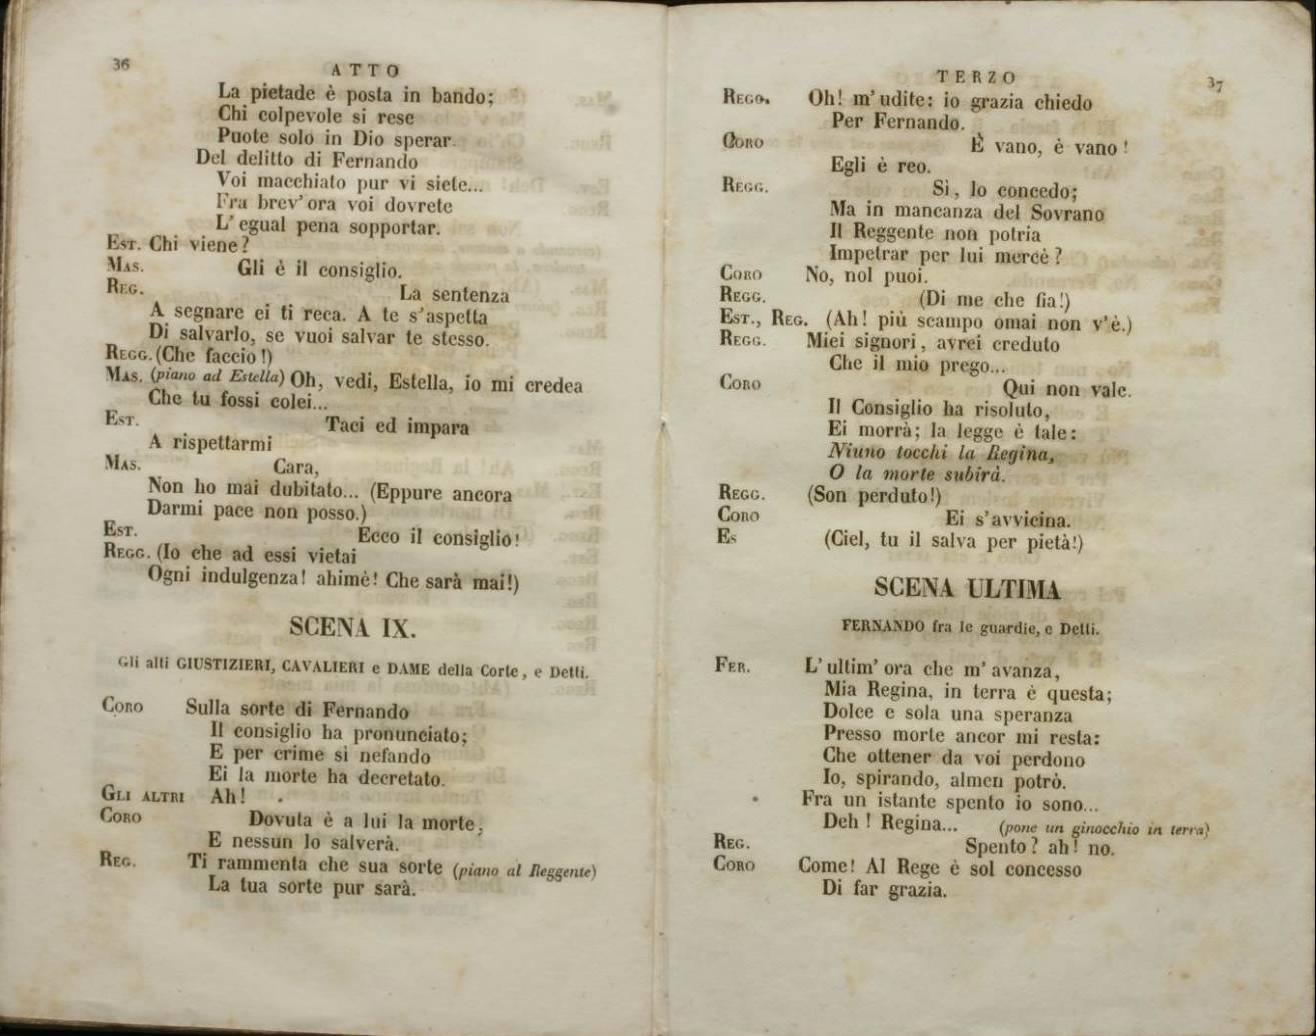 36
ATTO
La pietade è posta in bando;
Chi colpevole si rese
Puote solo in Dio sperar.
Del delitto di Fernando
Voi macchiato pur vi siete...
Fra brev' ora voi dovrete
L' egual pena sopportar.
EST. Chi viene?
MAS. Gli è il consiglio.
REG. La sentenza
A segnare ei ti reca. A te s'aspetta
Di salvarlo, se vuoi salvar te stesso.
REGG. (Che faccio!)
MAS. (piano ad Estella) Oh, vedi, Estella, io mi credea
Che tu fossi colei...
EST. Taci ed impara
A rispettarmi
MAS. Cara,
Non ho mai dubitato... (Eppure ancora
Darmi pace non posso.)
EST. Ecco il consiglio!
REGG. (Io che ad essi vietai
Ogni indulgenza! ahimè! Che sarà mai!)
SCENA IX.
Gli alti GIUSTIZIERI, CAVALIERI e DAME della Corte, e Detti.
CORO Sulla sorte di Fernando
Il consiglio ha pronunciato;
E per crime sì nefando
Ei la morte ha decretato.
GLI ALTRI Ah!
CORO Dovuta è a lui la morte,
E nessun lo salverà.
REG. Ti rammenta che sua sorte (piano al Reggente)
La tua sorte pur sarà.
TERZO
37
REGG. Oh! m'udite: io grazia chiedo
Per Fernando.
CORO È vano, è vano!
Egli è reo.
REGG. Sì, lo concedo;
Ma in mancanza del Sovrano
Il Reggente non potria
Impetrar per lui mercè?
CORO No, nol puoi.
REGG. (Di me che fia!)
EST., REG. (Ah! più scampo omai non v'è.)
REGG. Miei signori, avrei creduto
Che il mio prego...
CORO Qui non vale.
Il Consiglio ha risoluto,
Ei morrà; la legge è tale:
Niuno tocchi la Regina,
O la morte subirà.
REGG. (Son perduto!)
CORO Ei s'avvicina.
ES (Ciel, tu il salva per pietà!)
SCENA ULTIMA
FERNANDO fra le guardie, e Detti.
FER. L' ultim' ora che m' avanza,
Mia Regina, in terra è questa;
Dolce e sola una speranza
Presso morte ancor mi resta:
Che ottener da voi perdono
Io, spirando, almen potrò.
Fra un istante spento io sono...
Deh! Regina... (pone un ginocchio in terra)
REG. Spento? ah! no.
CORO Come! Al Rege è sol concesso
Di far grazia.